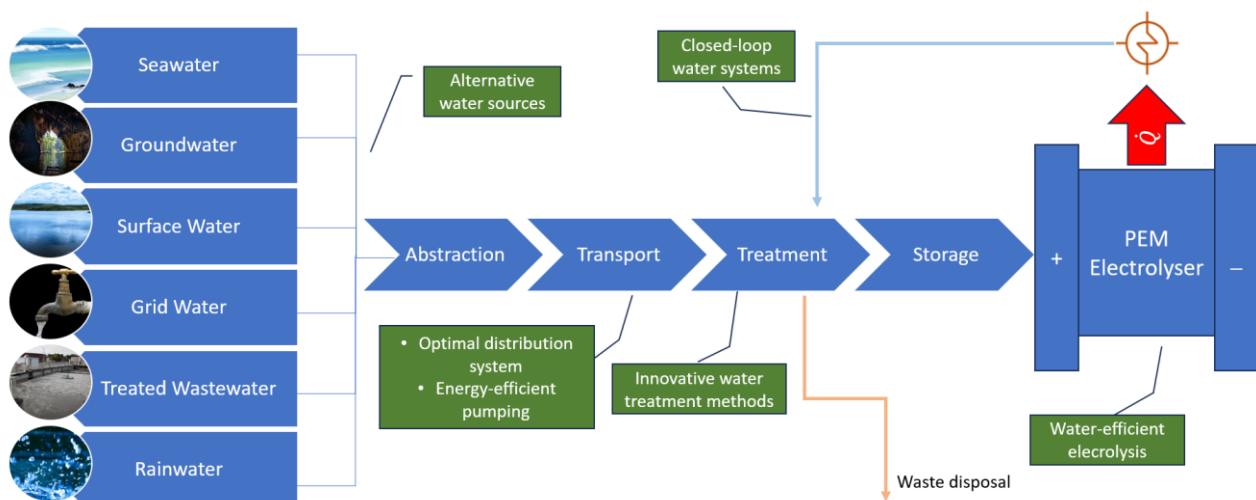 Seawater
Groundwater
Surface Water
Grid Water
Treated Wastewater
Rainwater
Alternative
water sources
Closed-loop
water systems
Q̇
Abstraction
Transport
Treatment
Storage
+
PEM
Electrolyser
–
• Optimal distribution
system
• Energy-efficient
pumping
Innovative water
treatment methods
Water-efficient
elecrolysis
Waste disposal